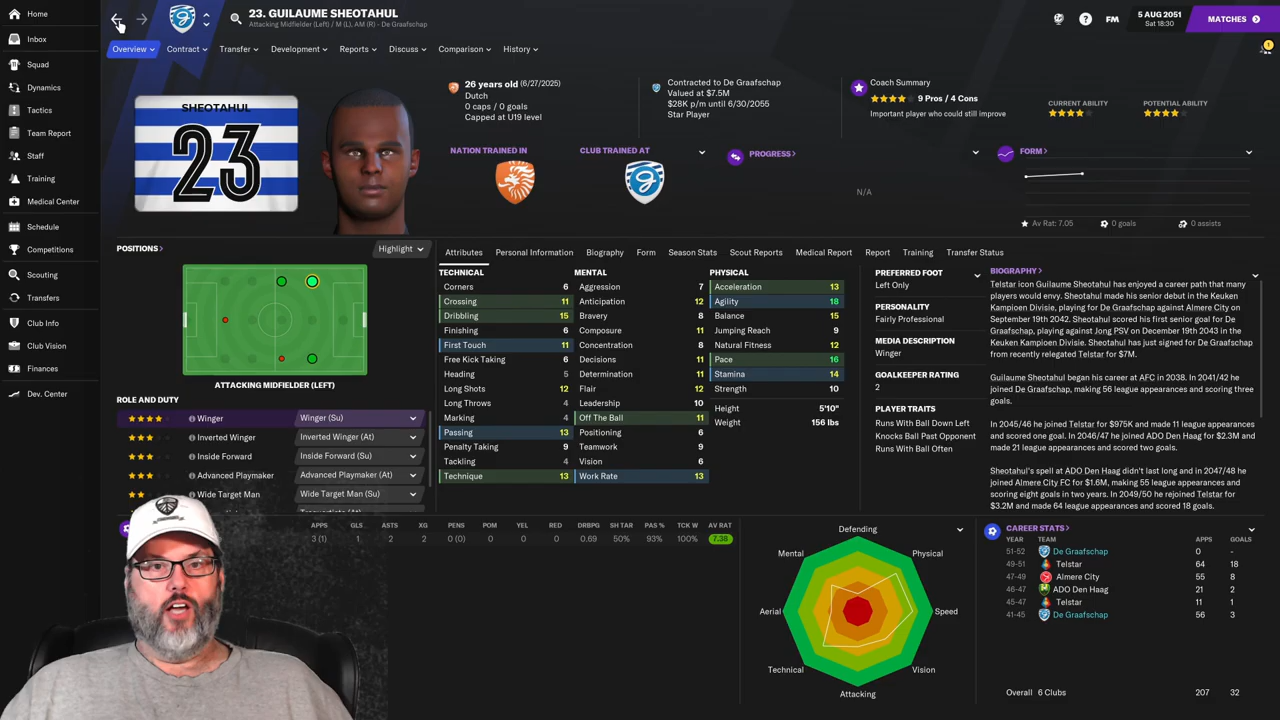 Home
Inbox
Squad
Dynamics
Tactics
Team Report
Staff
Training
Medical Center
Schedule
Competitions
Scouting
Transfers
Club Info
Club Vision
Finances
Dev. Center
23. GUILAUME SHEOTAHUL
Attacking Midfielder (Left) / M (L), AM (R) - De Graafschap
FM
5 AUG 2051
Sat 18:30
MATCHES
Overview
Contract
Transfer
Development
Reports
Discuss
Comparison
History
SHEOTAHUL
23
26 years old (6/27/2025)
Dutch
0 caps / 0 goals
Capped at U19 level
Contracted to De Graafschap
Valued at $7.5M
$28K p/m until 6/30/2055
Star Player
Coach Summary
9 Pros / 4 Cons
Important player who could still improve
CURRENT ABILITY
POTENTIAL ABILITY
NATION TRAINED IN
CLUB TRAINED AT
PROGRESS>
N/A
FORM>
Av Rat: 7.05
0 goals
0 assists
POSITIONS>
Highlight
ATTACKING MIDFIELDER (LEFT)
ROLE AND DUTY
Winger Winger (Su)
Inverted Winger Inverted Winger (At)
Inside Forward Inside Forward (Su)
Advanced Playmaker Advanced Playmaker (At)
Wide Target Man Wide Target Man (Su)
Attributes
Personal Information
Biography
Form
Season Stats
Scout Reports
Medical Report
Report
Training
Transfer Status
TECHNICAL
Corners 6
Crossing 11
Dribbling 15
Finishing 6
First Touch 11
Free Kick Taking 6
Heading 5
Long Shots 12
Long Throws 4
Marking 4
Passing 13
Penalty Taking 9
Tackling 4
Technique 13
MENTAL
Aggression 7
Anticipation 12
Bravery 8
Composure 11
Concentration 8
Decisions 11
Determination 11
Flair 12
Leadership 10
Off The Ball 11
Positioning 6
Teamwork 9
Vision 6
Work Rate 13
PHYSICAL
Acceleration 13
Agility 18
Balance 15
Jumping Reach 9
Natural Fitness 12
Pace 16
Stamina 14
Strength 10
Height 5'10"
Weight 156 lbs
PREFERRED FOOT
Left Only
PERSONALITY
Fairly Professional
MEDIA DESCRIPTION
Winger
GOALKEEPER RATING
2
PLAYER TRAITS
Runs With Ball Down Left
Knocks Ball Past Opponent
Runs With Ball Often
BIOGRAPHY>
Telstar icon Guilaume Sheotahul has enjoyed a career path that many
players would envy. Sheotahul made his senior debut in the Keuken
Kampioen Divisie, playing for De Graafschap against Almere City on
September 19th 2042. Sheotahul scored his first senior goal for De
Graafschap, playing against Jong PSV on December 19th 2043 in the
Keuken Kampioen Divisie. Sheotahul has just signed for De Graafschap
from recently relegated Telstar for $7M.
Guilaume Sheotahul began his career at AFC in 2038. In 2041/42 he
joined De Graafschap, making 56 league appearances and scoring three
goals.
In 2045/46 he joined Telstar for $975K and made 11 league appearances
and scored one goal. In 2046/47 he joined ADO Den Haag for $2.3M and
made 21 league appearances and scored two goals.
Sheotahul's spell at ADO Den Haag didn't last long and in 2047/48 he
joined Almere City FC for $1.6M, making 55 league appearances and
scoring eight goals in two years. In 2049/50 he rejoined Telstar for
$3.2M and made 64 league appearances and scored 18 goals.
APPS GLS ASTS XG PENS POM YEL RED DRBPG SH TAR PAS % TCK W AV RAT
3 (1) 1 2 2 0 (0) 0 0 0 0.69 50% 93% 100% 7.38
Defending
Physical
Speed
Vision
Attacking
Technical
Aerial
Mental
CAREER STATS>
YEAR TEAM APPS GOALS
51-52 De Graafschap 0 -
49-51 Telstar 64 18
47-49 Almere City 55 8
46-47 ADO Den Haag 21 2
45-47 Telstar 11 1
41-45 De Graafschap 56 3
Overall 6 Clubs 207 32